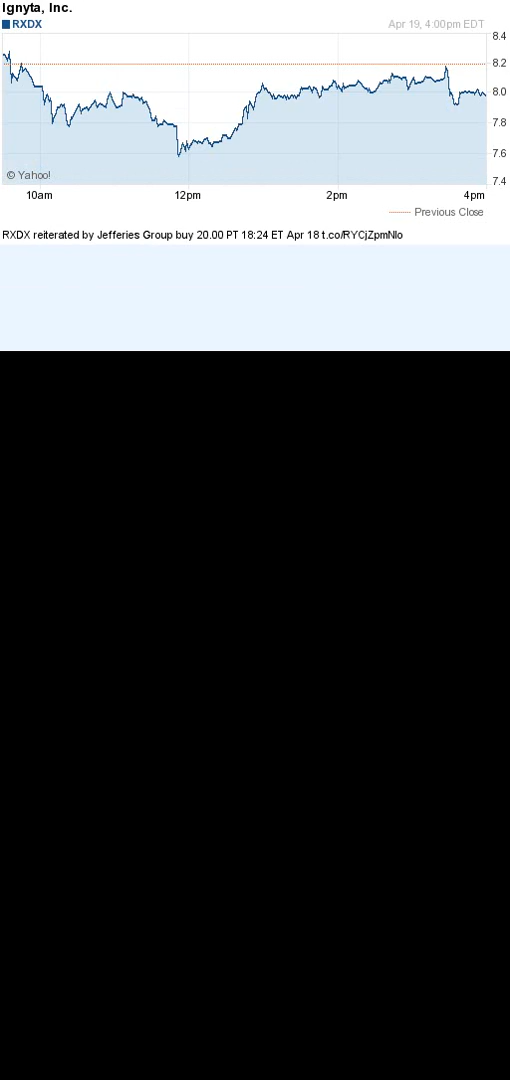 Ignyta, Inc.
RXDX Apr 19, 4:00pm EDT
8.4
8.2
8.0
7.8
7.6
7.4
© Yahoo!
10am 12pm 2pm 4pm
Previous Close
RXDX reiterated by Jefferies Group buy 20.00 PT 18:24 ET Apr 18 t.co/RYCjZpmNlo